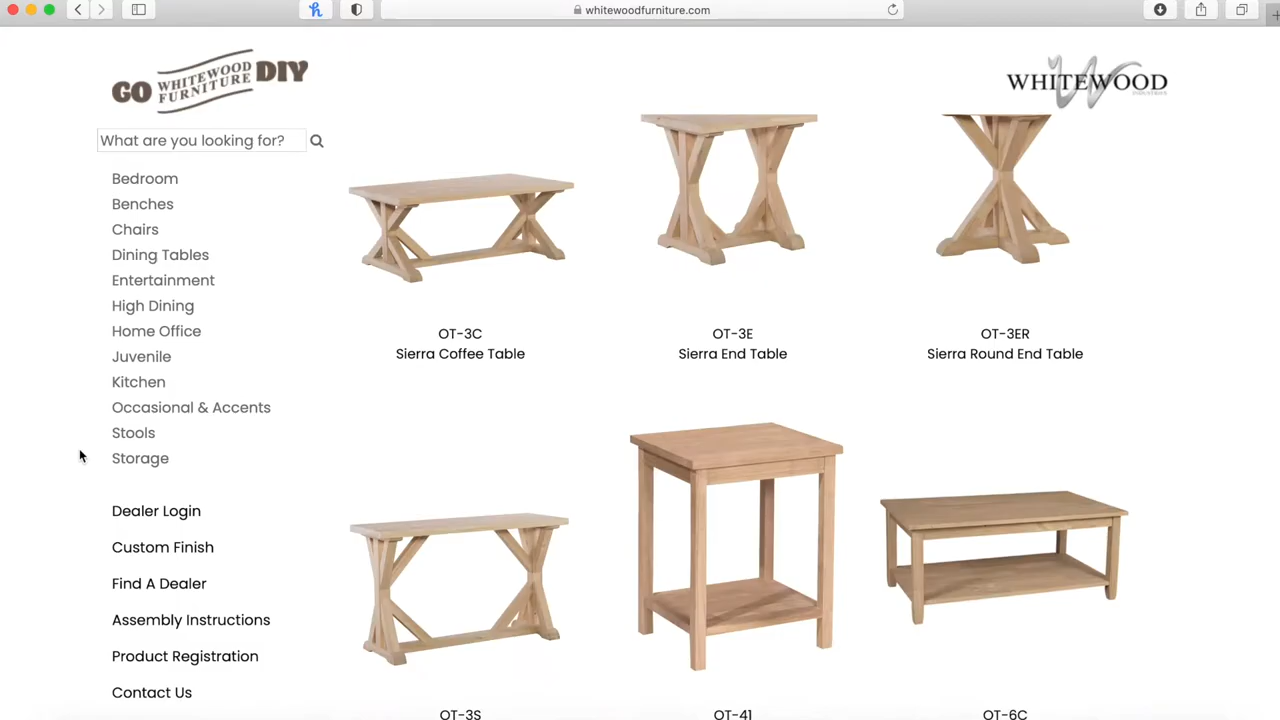 whitewoodfurniture.com
GO WHITEWOOD FURNITURE DIY
WHITEWOOD
INDUSTRIES
What are you looking for?
Bedroom
Benches
Chairs
Dining Tables
Entertainment
High Dining
Home Office
Juvenile
Kitchen
Occasional & Accents
Stools
Storage
Dealer Login
Custom Finish
Find A Dealer
Assembly Instructions
Product Registration
Contact Us
OT-3C
Sierra Coffee Table
OT-3E
Sierra End Table
OT-3ER
Sierra Round End Table
OT-3S
OT-41
OT-6C